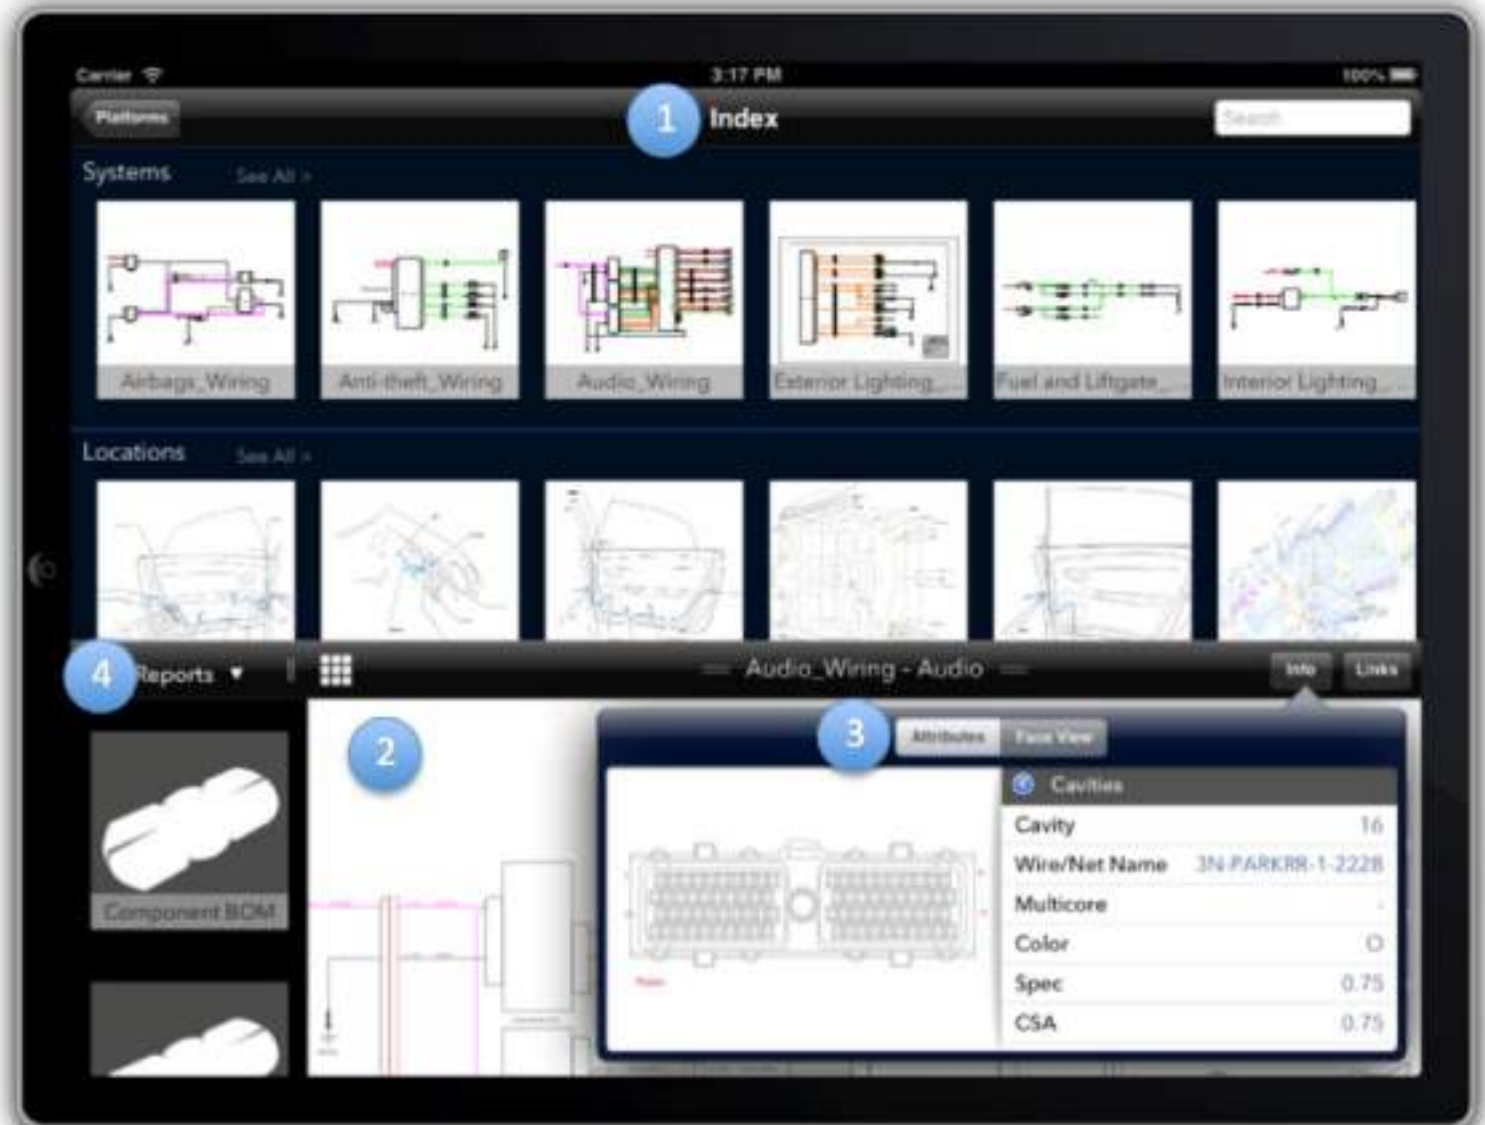 Carrier
3:17 PM
100%
Platforms
1
Index
Search
Systems
See All >
Airbags_Wiring
Anti-theft_Wiring
Audio_Wiring
Exterior Lighting_...
Fuel and Liftgate_...
Interior Lighting_...
Locations
See All >
4
Reports ▼
Audio_Wiring - Audio
Info
Links
2
3
Attributes
Face View
Component BOM
Cavities
Cavity 16
Wire/Net Name 3N-PARKRR-1-222B
Multicore -
Color O
Spec 0.75
CSA 0.75